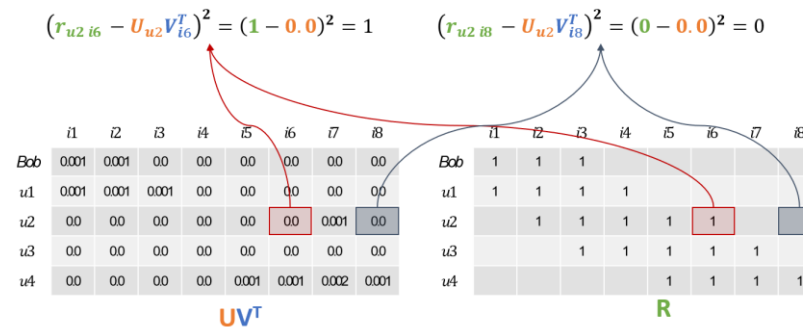 (r_{u2 i6} − U_{u2}V_{i6}^T)^2 = (1 − 0.0)^2 = 1
(r_{u2 i8} − U_{u2}V_{i8}^T)^2 = (0 − 0.0)^2 = 0
i1 i2 i3 i4 i5 i6 i7 i8
Bob 0.001 0.001 0.0 0.0 0.0 0.0 0.0 0.0
u1 0.001 0.001 0.001 0.0 0.0 0.0 0.0 0.0
u2 0.0 0.0 0.0 0.0 0.0 0.0 0.001 0.0
u3 0.0 0.0 0.0 0.0 0.0 0.0 0.0 0.0
u4 0.0 0.0 0.0 0.0 0.001 0.001 0.002 0.001
UV^T
i1 i2 i3 i4 i5 i6 i7 i8
Bob 1 1 1
u1 1 1 1 1
u2 1 1 1 1 1
u3 1 1 1 1 1
u4 1 1 1 1
R